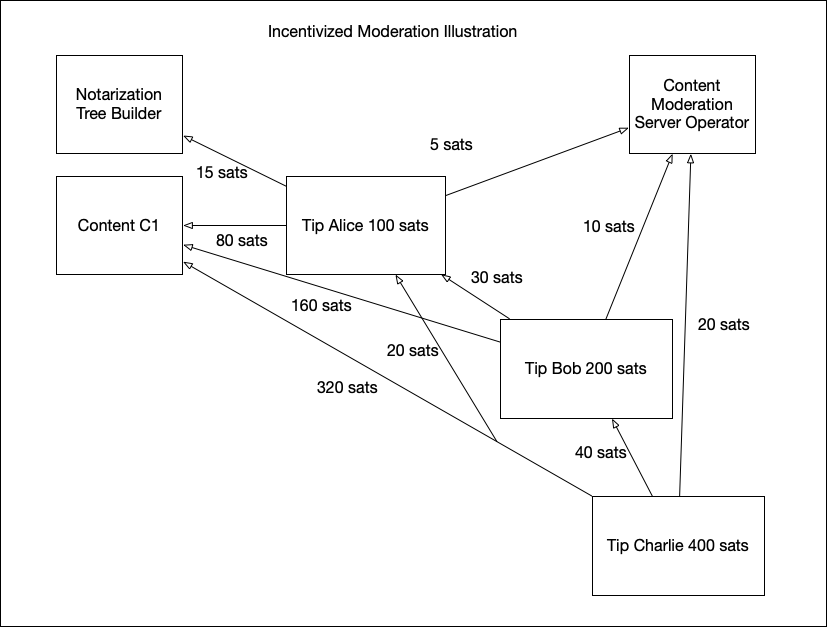 Incentivized Moderation Illustration
Notarization
Tree Builder
Content
Moderation
Server Operator
5 sats
15 sats
Content C1
Tip Alice 100 sats
80 sats
10 sats
30 sats
160 sats
20 sats
20 sats
Tip Bob 200 sats
320 sats
40 sats
Tip Charlie 400 sats